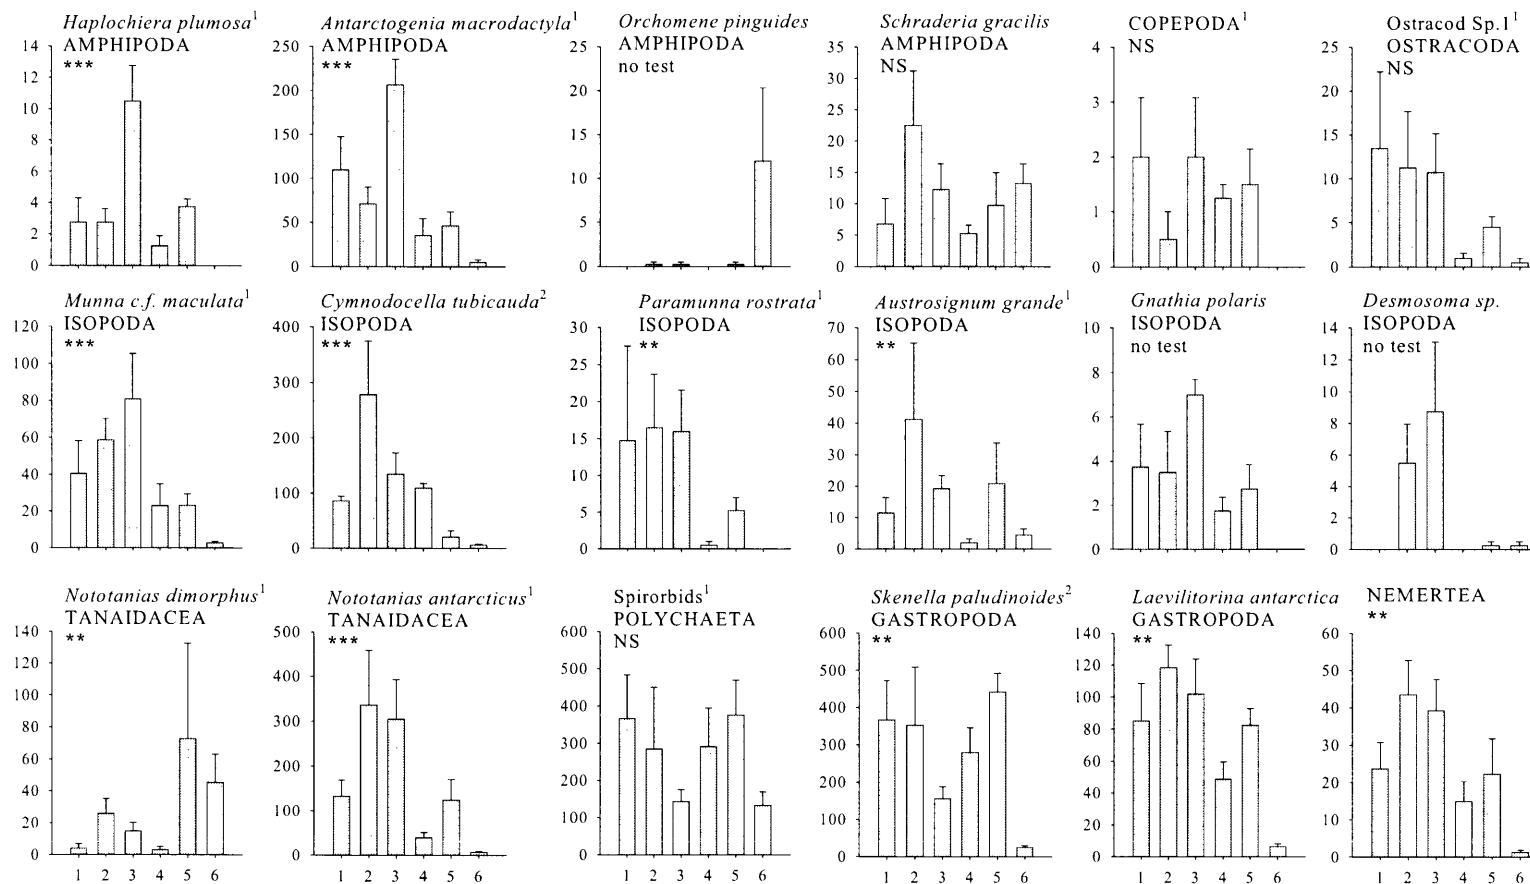 Haplochiera plumosa¹
AMPHIPODA
***
14
12
10
8
6
4
2
0
Antarctogenia macrodactyla¹
AMPHIPODA
***
250
200
150
100
50
0
Orchomene pinguides
AMPHIPODA
no test
25
20
15
10
5
0
Schraderia gracilis
AMPHIPODA
NS
35
30
25
20
15
10
5
0
COPEPODA¹
NS
4
3
2
1
0
Ostracod Sp.1¹
OSTRACODA
NS
25
20
15
10
5
0
Munna c.f. maculata¹
ISOPODA
***
120
100
80
60
40
20
0
Cymnodocella tubicauda²
ISOPODA
***
400
300
200
100
0
Paramunna rostrata¹
ISOPODA
**
30
25
20
15
10
5
0
Austrosignum grande¹
ISOPODA
**
70
60
50
40
30
20
10
0
Gnathia polaris
ISOPODA
no test
10
8
6
4
2
0
Desmosoma sp.
ISOPODA
no test
14
12
10
8
6
4
2
0
Nototanias dimorphus¹
TANAIDACEA
**
140
120
100
80
60
40
20
0
1 2 3 4 5 6
Nototanias antarcticus¹
TANAIDACEA
***
500
400
300
200
100
0
1 2 3 4 5 6
Spirorbids¹
POLYCHAETA
NS
600
500
400
300
200
100
0
1 2 3 4 5 6
Skenella paludinoides²
GASTROPODA
**
600
500
400
300
200
100
0
1 2 3 4 5 6
Laevilitorina antarctica
GASTROPODA
**
140
120
100
80
60
40
20
0
1 2 3 4 5 6
NEMERTEA
**
60
50
40
30
20
10
0
1 2 3 4 5 6